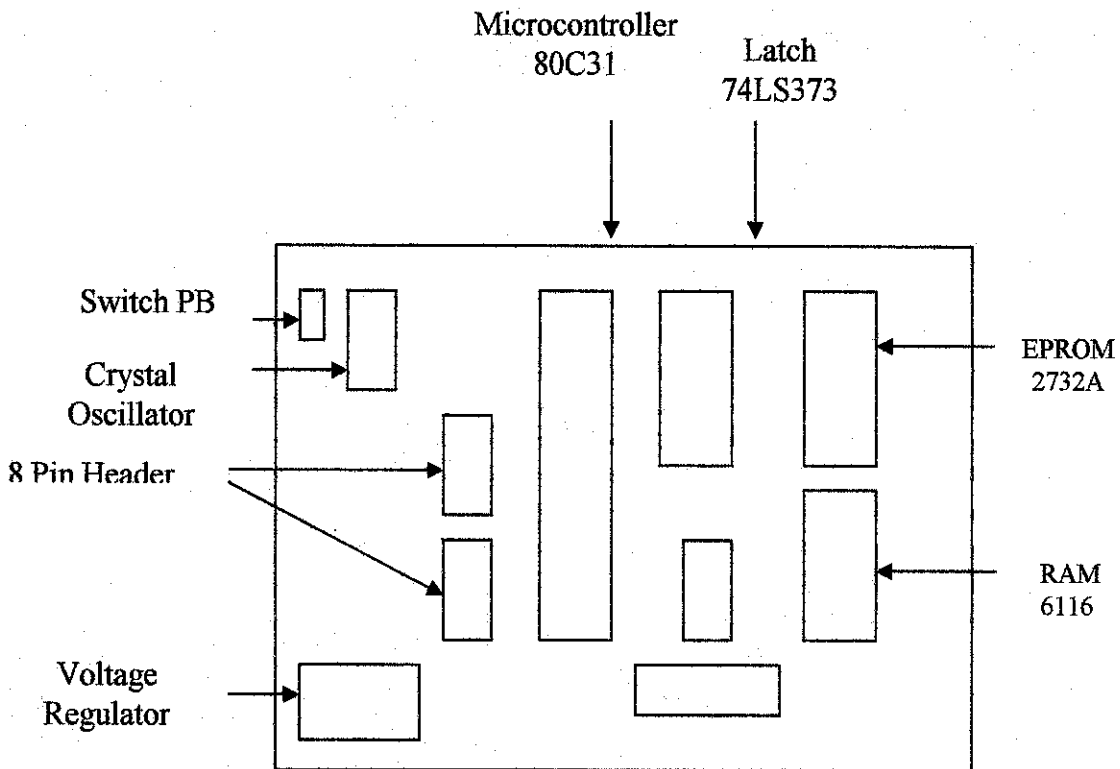 Microcontroller
80C31
Latch
74LS373
Switch PB
Crystal
Oscillator
8 Pin Header
Voltage
Regulator
EPROM
2732A
RAM
6116